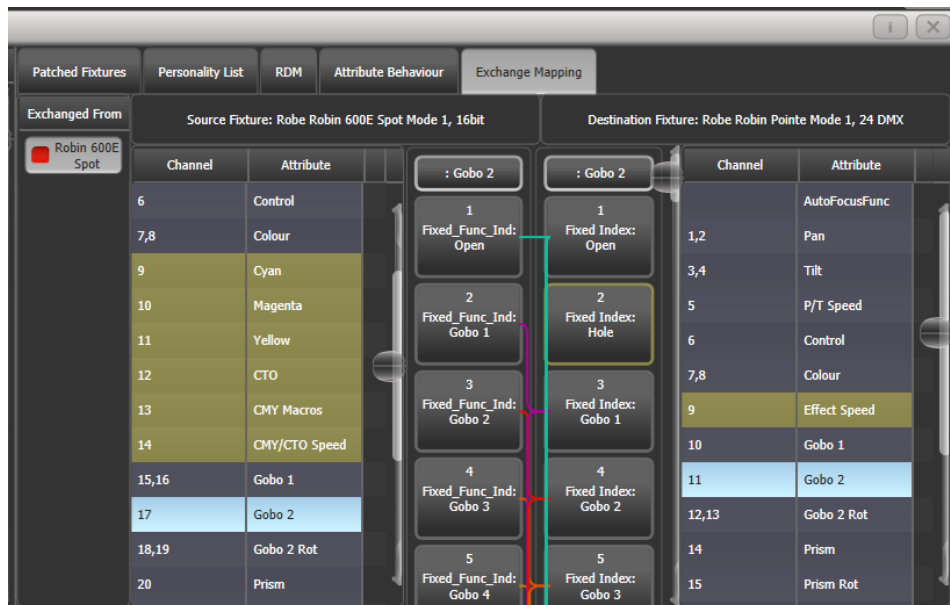 i
Patched Fixtures
Personality List
RDM
Attribute Behaviour
Exchange Mapping
Exchanged From
Source Fixture: Robe Robin 600E Spot Mode 1, 16bit
Destination Fixture: Robe Robin Pointe Mode 1, 24 DMX
Robin 600E
Spot
Channel Attribute
6 Control
7,8 Colour
9 Cyan
10 Magenta
11 Yellow
12 CTO
13 CMY Macros
14 CMY/CTO Speed
15,16 Gobo 1
17 Gobo 2
18,19 Gobo 2 Rot
20 Prism
: Gobo 2
1
Fixed_Func_Ind:
Open
2
Fixed_Func_Ind:
Gobo 1
3
Fixed_Func_Ind:
Gobo 2
4
Fixed_Func_Ind:
Gobo 3
5
Fixed_Func_Ind:
Gobo 4
: Gobo 2
1
Fixed Index:
Open
2
Fixed Index:
Hole
3
Fixed Index:
Gobo 1
4
Fixed Index:
Gobo 2
5
Fixed Index:
Gobo 3
Channel Attribute
AutoFocusFunc
1,2 Pan
3,4 Tilt
5 P/T Speed
6 Control
7,8 Colour
9 Effect Speed
10 Gobo 1
11 Gobo 2
12,13 Gobo 2 Rot
14 Prism
15 Prism Rot